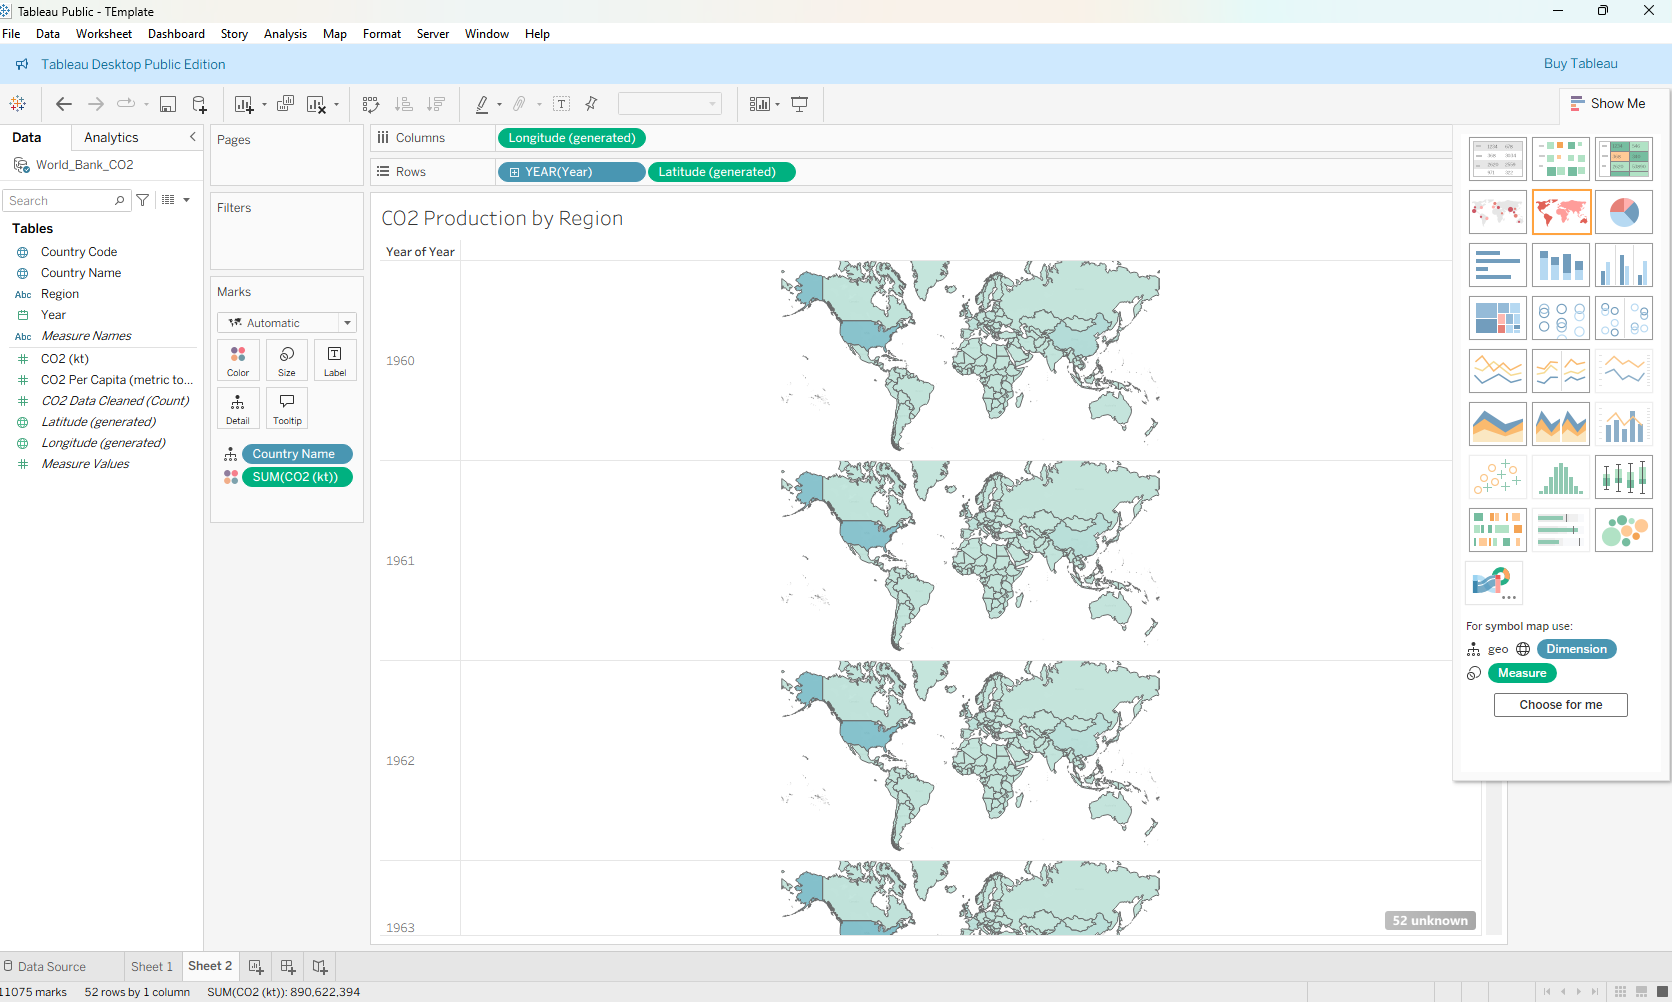 Tableau Public - TEmplate
File Data Worksheet Dashboard Story Analysis Map Format Server Window Help
Tableau Desktop Public Edition
Buy Tableau
Show Me
Data Analytics
World_Bank_CO2
Search
Tables
Country Code
Country Name
Abc Region
Year
Abc Measure Names
CO2 (kt)
CO2 Per Capita (metric to...
CO2 Data Cleaned (Count)
Latitude (generated)
Longitude (generated)
Measure Values
Pages
Filters
Marks
Automatic
Color Size Label
Detail Tooltip
Country Name
SUM(CO2 (kt))
Columns Longitude (generated)
Rows YEAR(Year) Latitude (generated)
CO2 Production by Region
Year of Year
1960
1961
1962
1963
52 unknown
For symbol map use:
geo Dimension
Measure
Choose for me
Data Source Sheet 1 Sheet 2
11075 marks 52 rows by 1 column SUM(CO2 (kt)): 890,622,394